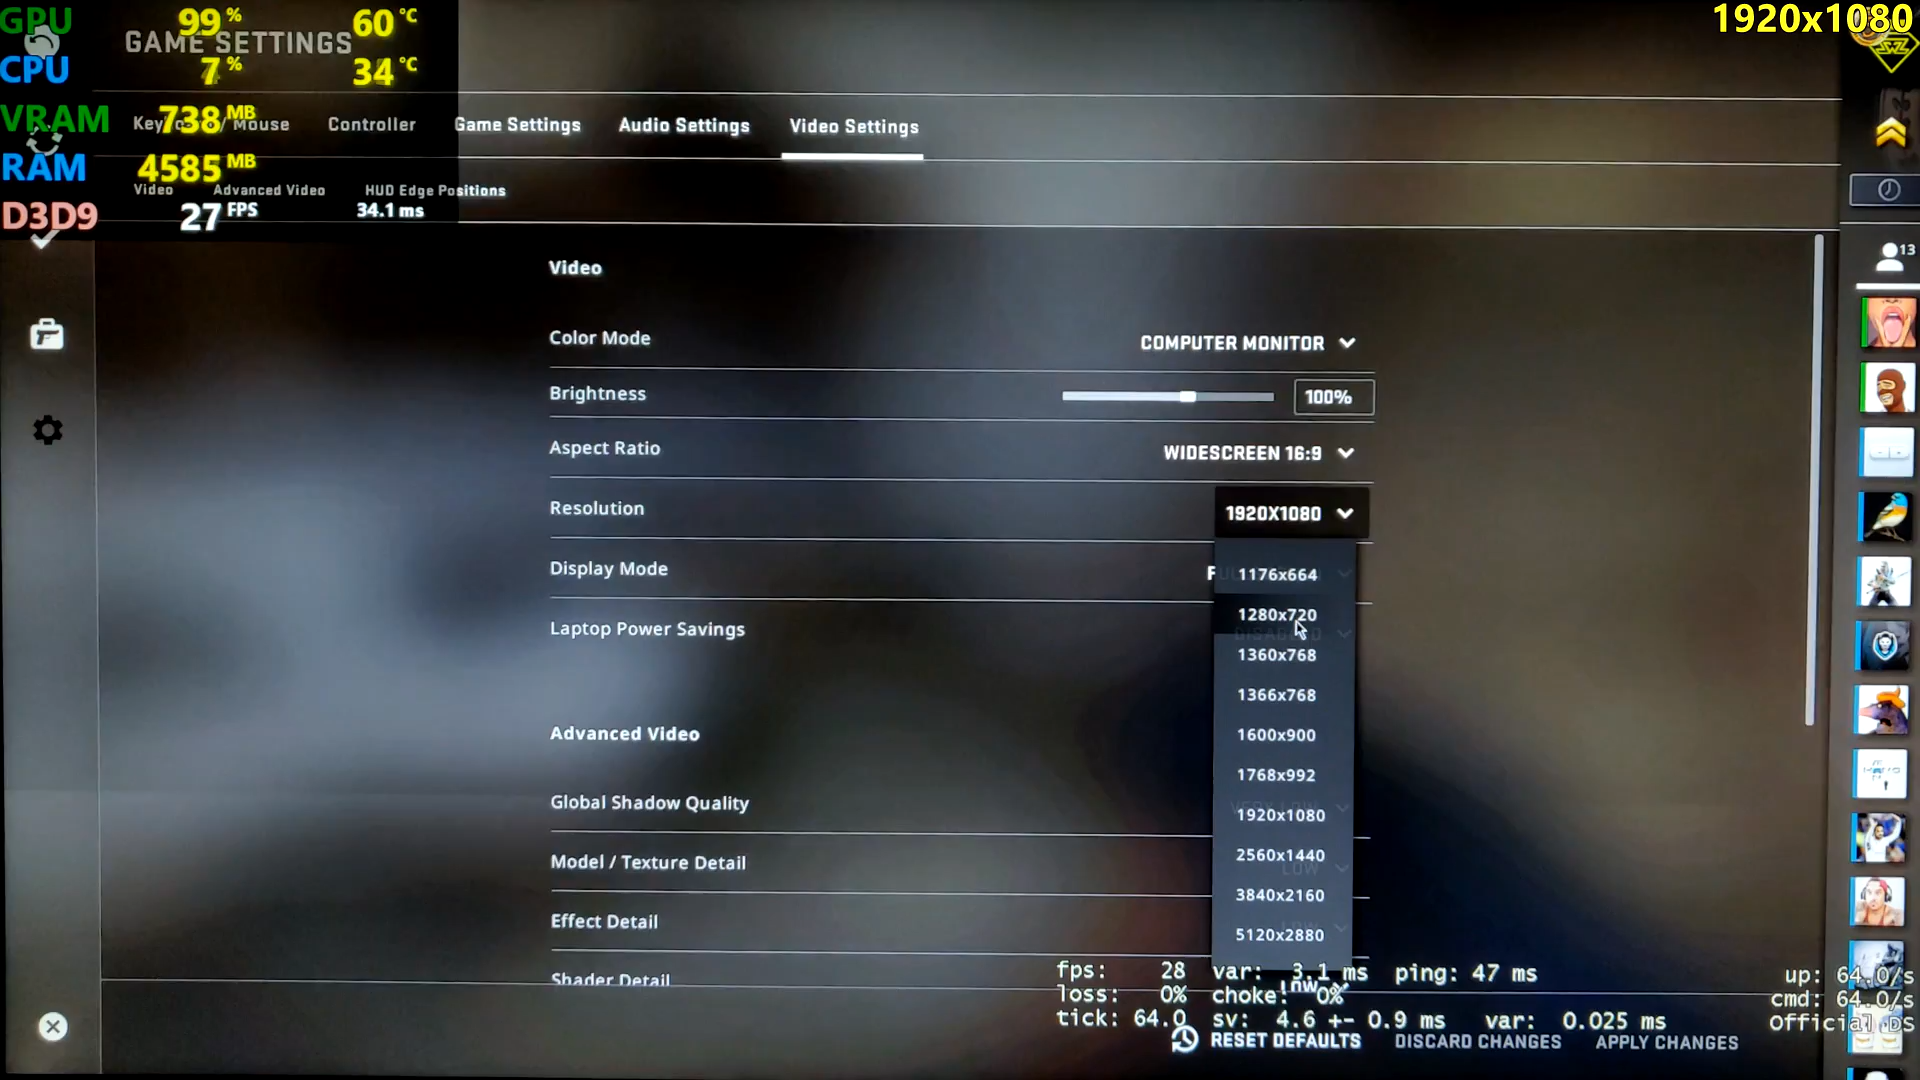 GPU 99 % 60 °C
1920x1080
GAME SETTINGS
CPU 7 % 34 °C
VRAM 738 MB
Mouse Controller Game Settings Audio Settings Video Settings
RAM 4585 MB
Video Advanced Video HUD Edge Positions
D3D9 27 FPS 34.1 ms
13
Video
Color Mode COMPUTER MONITOR
Brightness 100%
Aspect Ratio WIDESCREEN 16:9
Resolution 1920X1080
Display Mode
1176x664
1280x720
Laptop Power Savings
1360x768
1366x768
Advanced Video
1600x900
1768x992
Global Shadow Quality
1920x1080
Model / Texture Detail
2560x1440
LOW
3840x2160
Effect Detail
5120x2880
Shader Detail
LOW
fps: 28 var: 3.1 ms ping: 47 ms
loss: 0% choke: 0%
tick: 64.0 sv: 4.6 +- 0.9 ms var: 0.025 ms
up: 64.0/s
cmd: 64.0/s
Official DS
RESET DEFAULTS DISCARD CHANGES APPLY CHANGES